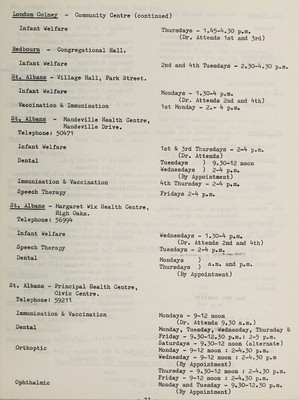 London Colney - Community Centre (continued)
Infant Welfare Thursdays - 1.45-4.30 p.m.
(Dr. Attends 1st and 3rd)
Redbourn - Congregational Hall.
Infant Welfare 2nd and 4th Tuesdays - 2.30-4.30 p.m.
St. Albans - Village Hall, Park Street.
Infant Welfare Mondays - 1.30-4 p.m.
(Dr. Attends 2nd and 4th)
Vaccination & Immunisation 1st Monday - 2.- 4 p.m.
St. Albans - Mandeville Health Centre,
Mandeville Drive.
Telephone: 50471
Infant Welfare 1st & 3rd Thursdays - 2-4 p.m.
(Dr. Attends)
Dental Tuesdays ) 9.30-12 noon
Wednesdays ) 2-4 p.m.
(By Appointment)
Immunisation & Vaccination 4th Thursday - 2-4 p.m.
Speech Therapy Fridays 2-4 p.m.
St. Albans - Margaret Wix Health Centre,
High Oaks.
Telephone: 56994
Infant Welfare Wednesdays - 1.30-4 p.m.
(Dr. Attends 2nd and 4th)
Speech Therapy Tuesdays - 2-4 p.m.
Dental Mondays )
Thursdays ) a.m. and p.m.
(By Appointment)
St. Albans - Principal Health Centre,
Civic Centre.
Telephone: 59211
Immunisation & Vaccination Mondays - 9-12 noon
(Dr. Attends 9.30 a.m.)
Dental Monday, Tuesday, Wednesday, Thursday &
Friday - 9.30-12.30 p.m. : 2-5 p.m.
Saturdays - 9.30-12 noon (alternate)
Orthoptic Monday - 9-12 noon : 2-4.30 p.m.
Wednesday - 9-12 noon : 2-4.30 p.m
(By Appointment)
Thursday - 9.30-12 noon : 2-4.30 p.m.
Friday - 9-12 noon : 2-4.30 p.m.
Ophthalmic Monday and Tuesday - 9.30-12.30 p.m.
(By Appointment)